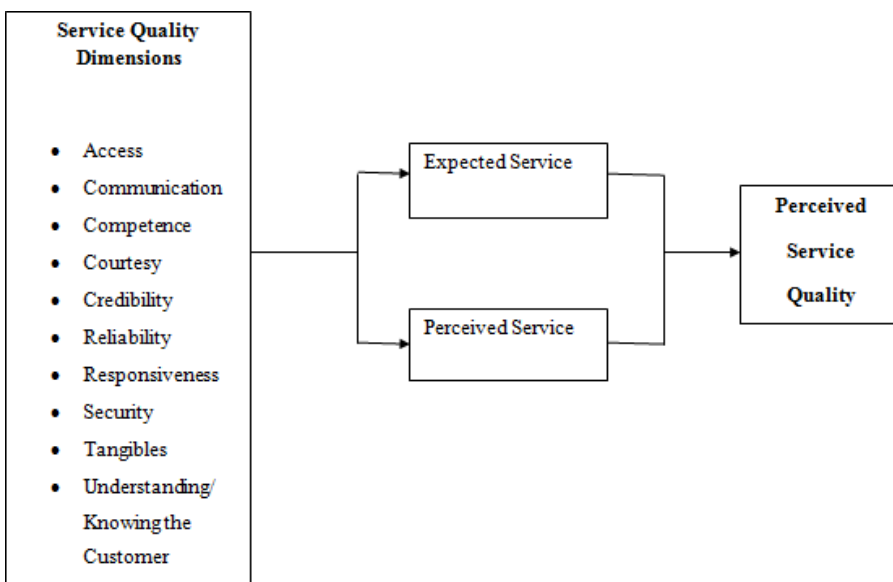 Service Quality
Dimensions
• Access
• Communication
• Competence
• Courtesy
• Credibility
• Reliability
• Responsiveness
• Security
• Tangibles
• Understanding/
Knowing the
Customer
Expected Service
Perceived Service
Perceived
Service
Quality